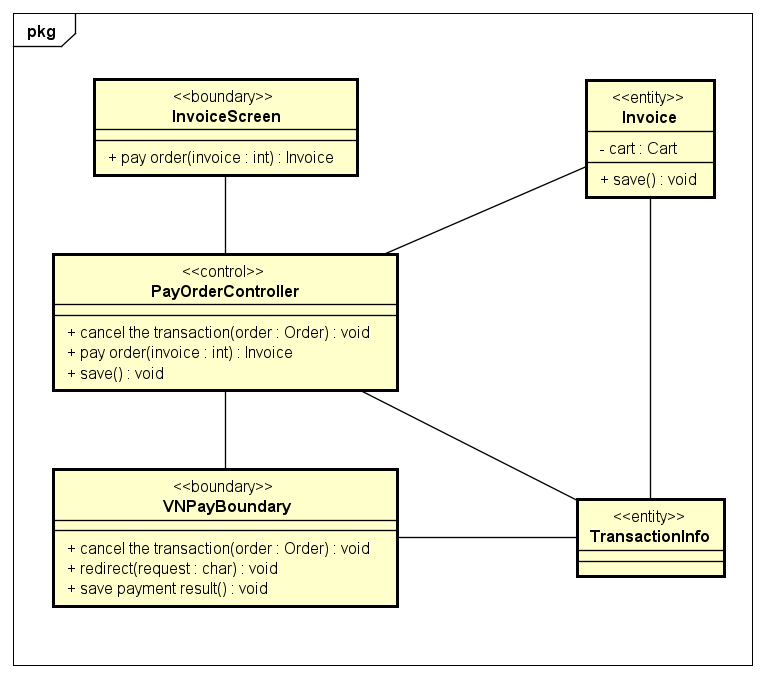 pkg
<<boundary>>
InvoiceScreen
+ pay order(invoice : int) : Invoice
<<entity>>
Invoice
- cart : Cart
+ save() : void
<<control>>
PayOrderController
+ cancel the transaction(order : Order) : void
+ pay order(invoice : int) : Invoice
+ save() : void
<<boundary>>
VNPayBoundary
+ cancel the transaction(order : Order) : void
+ redirect(request : char) : void
+ save payment result() : void
<<entity>>
TransactionInfo